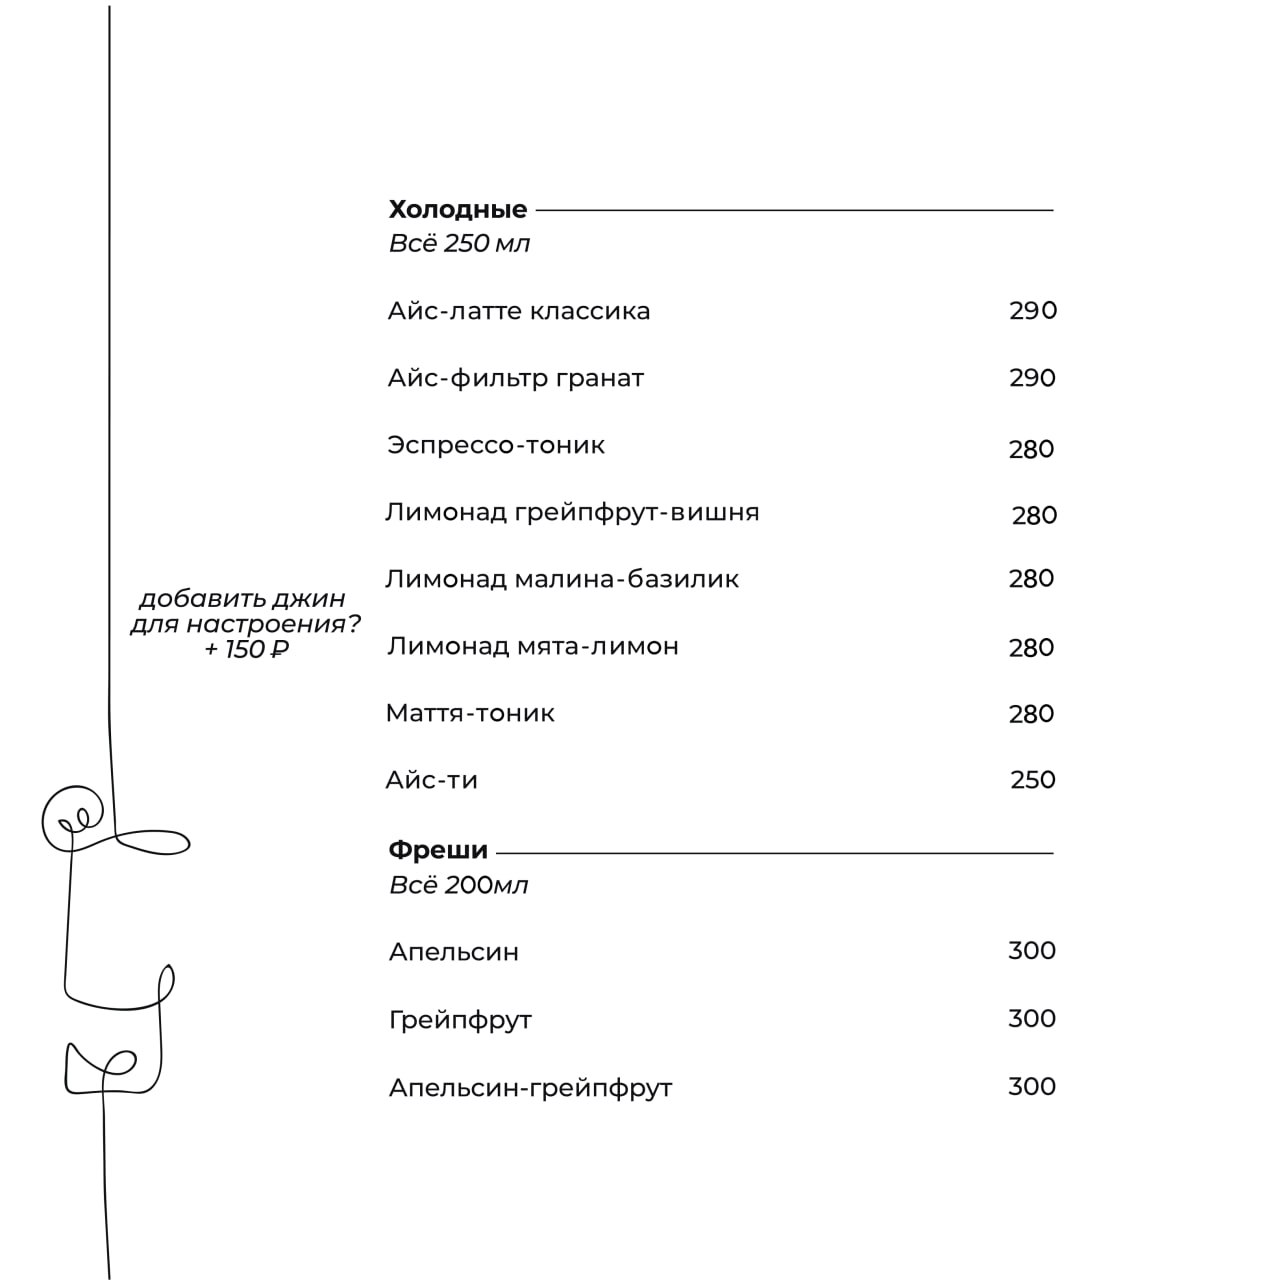 Холодные
Всё 250 мл
Айс-латте классика 290
Айс-фильтр гранат 290
Эспрессо-тоник 280
Лимонад грейпфрут-вишня 280
Лимонад малина-базилик 280
добавить джин
для настроения?
+ 150 ₽
Лимонад мята-лимон 280
Маття-тоник 280
Айс-ти 250
Фреши
Всё 200мл
Апельсин 300
Грейпфрут 300
Апельсин-грейпфрут 300